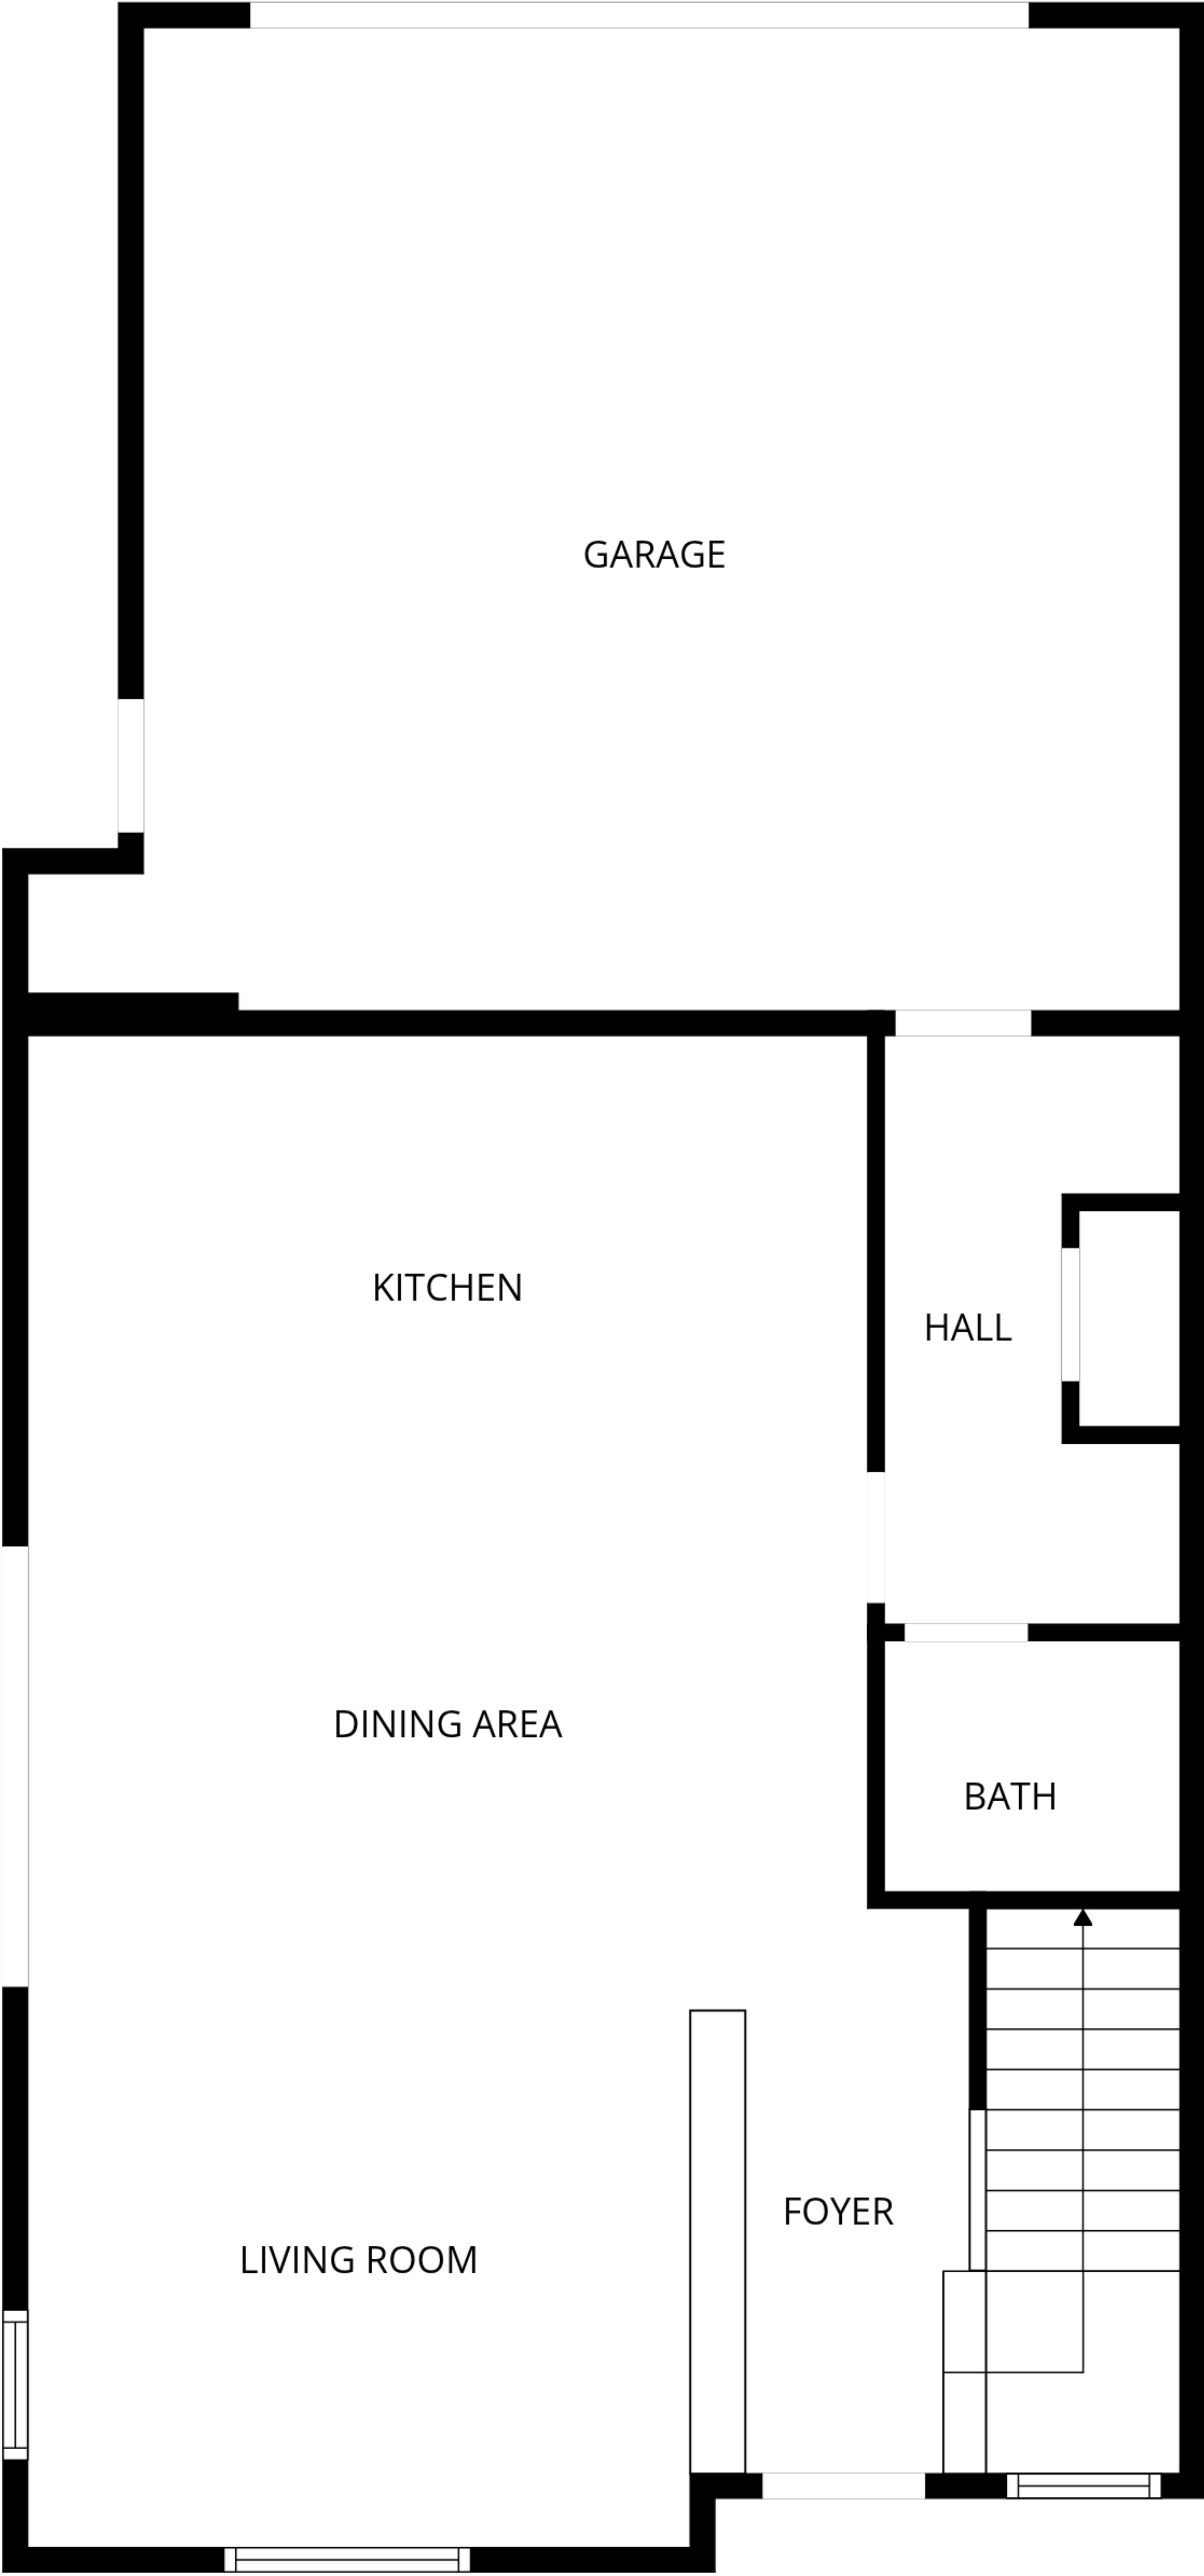 GARAGE
KITCHEN
HALL
DINING AREA
BATH
FOYER
LIVING ROOM